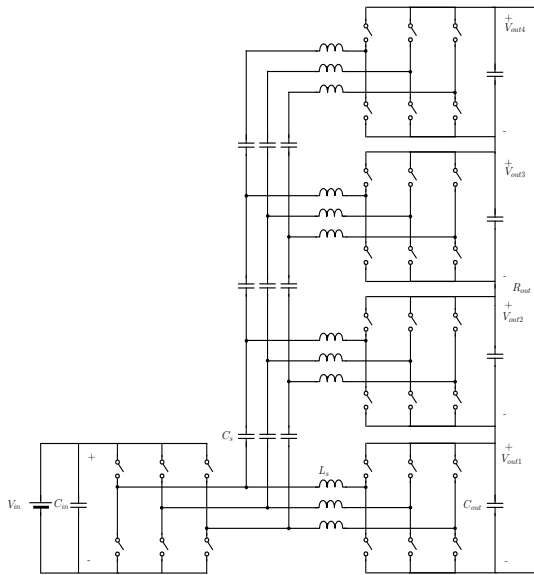 +
V_{out4}
-
+
V_{out3}
-
R_{out}
+
V_{out2}
-
C_s
+
V_{in}
C_{in}
-
L_s
+
V_{out1}
C_{out}
-